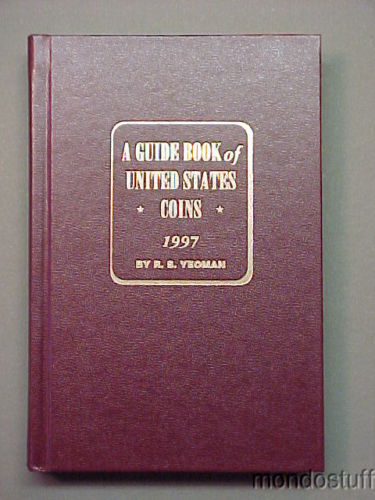 A GUIDE BOOK of
UNITED STATES
* COINS *
1997
BY R. S. YEOMAN
mondostuff